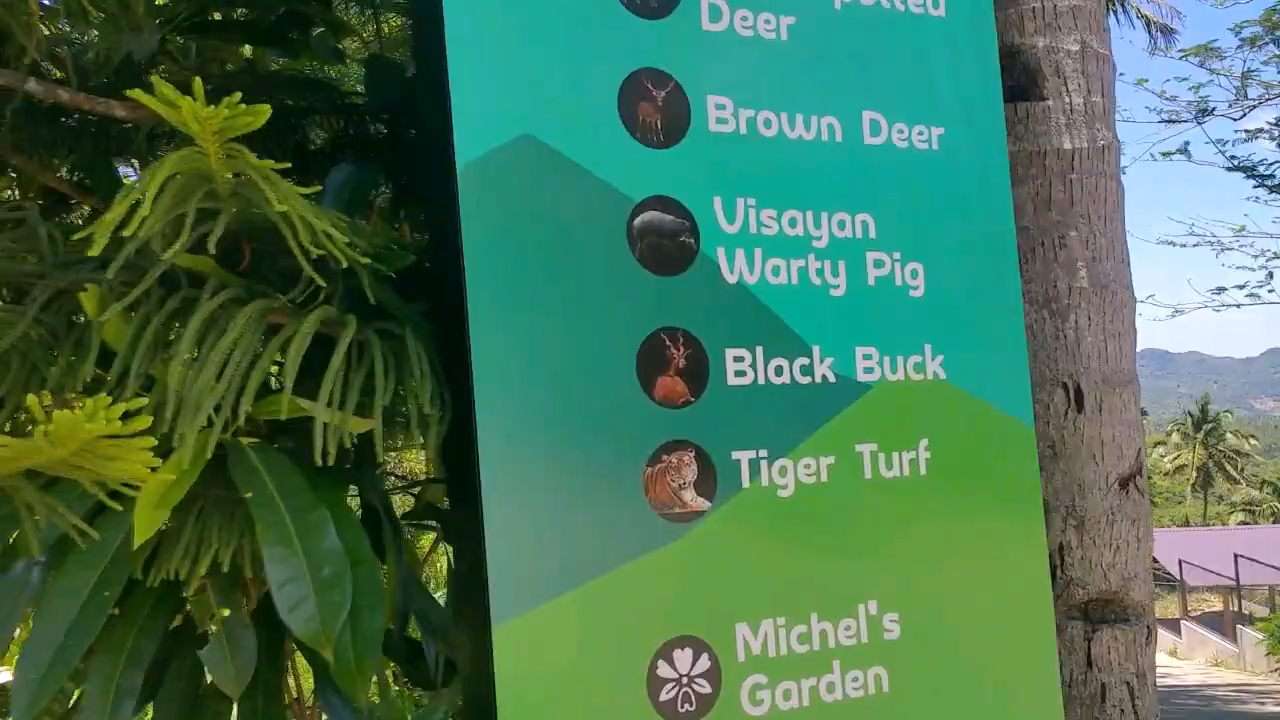 Deer
Brown Deer
Visayan
Warty Pig
Black Buck
Tiger Turf
Michel's
Garden